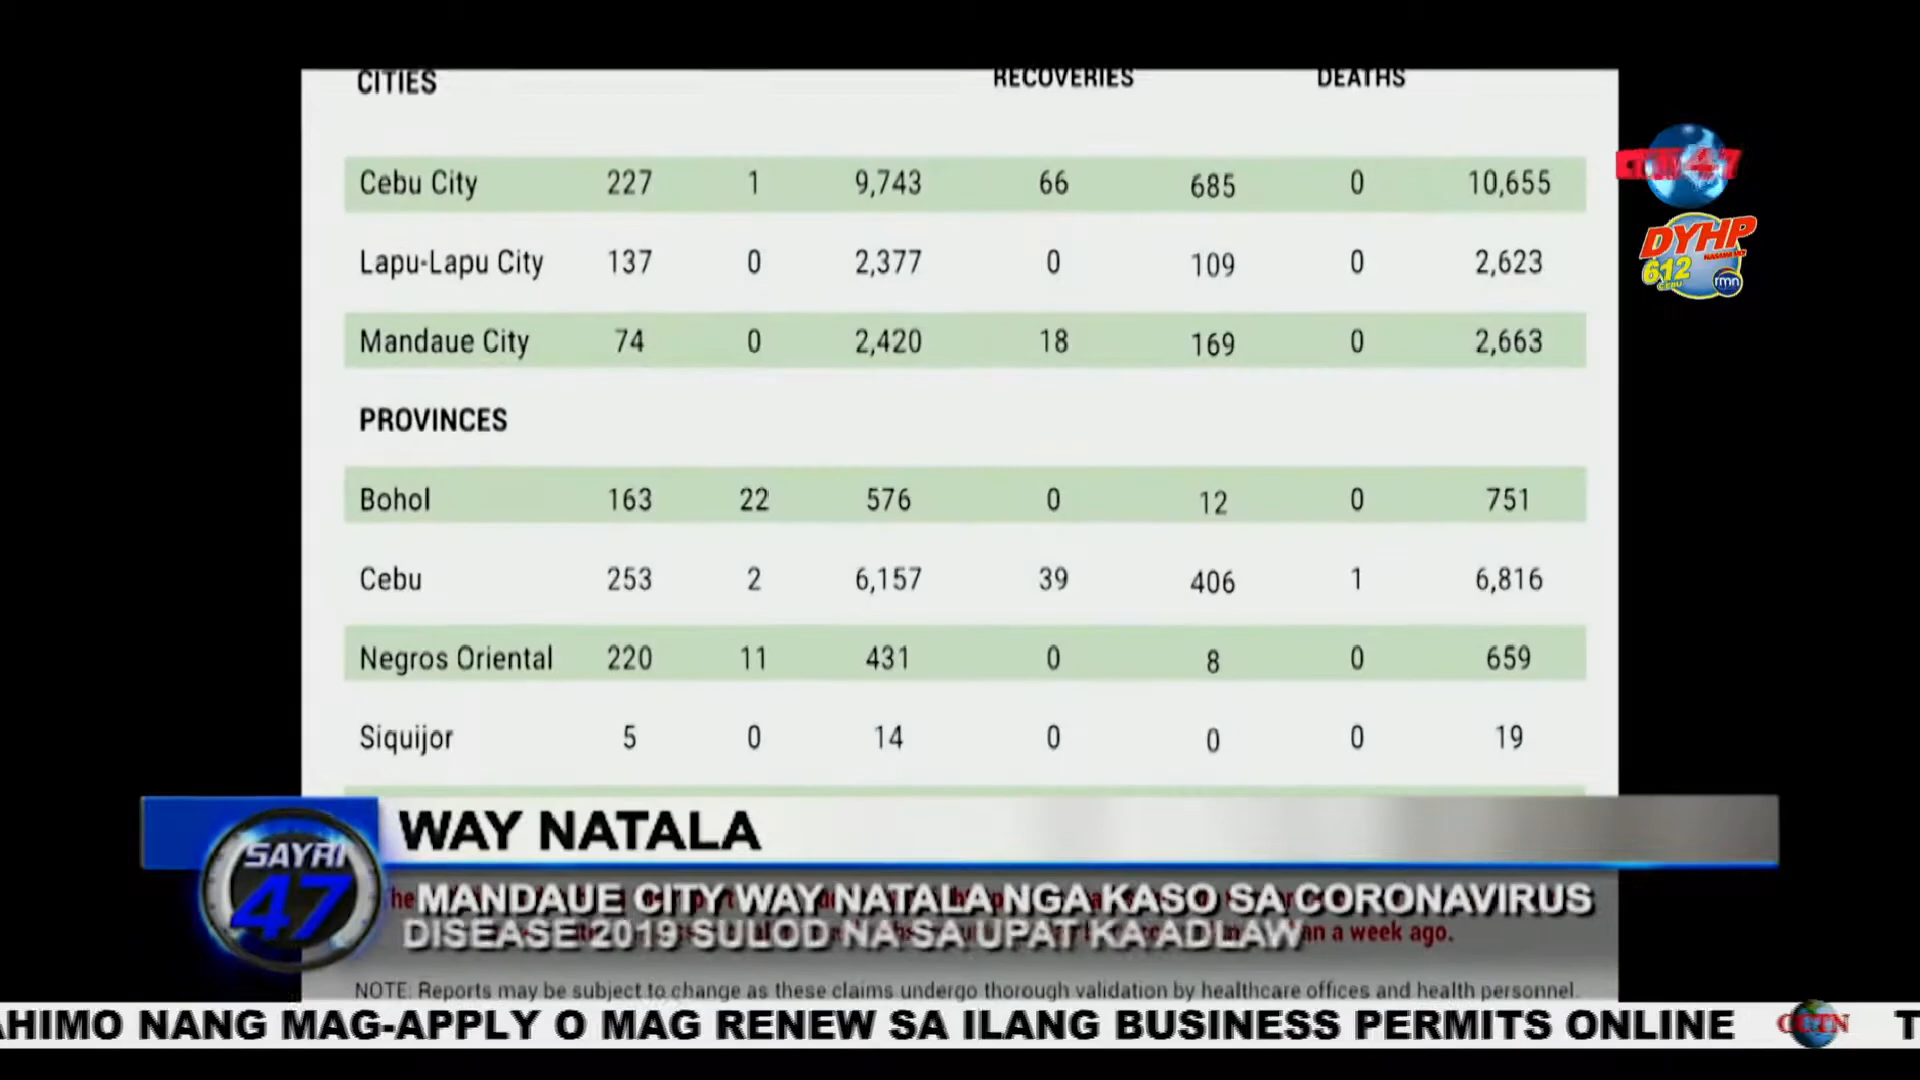 CITIES RECOVERIES DEATHS
Cebu City 227 1 9,743 66 685 0 10,655
Lapu-Lapu City 137 0 2,377 0 109 0 2,623
Mandaue City 74 0 2,420 18 169 0 2,663
PROVINCES
Bohol 163 22 576 0 12 0 751
Cebu 253 2 6,157 39 406 1 6,816
Negros Oriental 220 11 431 0 8 0 659
Siquijor 5 0 14 0 0 0 19
DYHP
612
CEBU
rmn
WAY NATALA
SAYRI
47
MANDAUE CITY WAY NATALA NGA KASO SA CORONAVIRUS
DISEASE 2019 SULOD NA SA UPAT KA ADLAW
an a week ago.
NOTE: Reports may be subject to change as these claims undergo thorough validation by healthcare offices and health personnel.
AHIMO NANG MAG-APPLY O MAG RENEW SA ILANG BUSINESS PERMITS ONLINE CCTN T